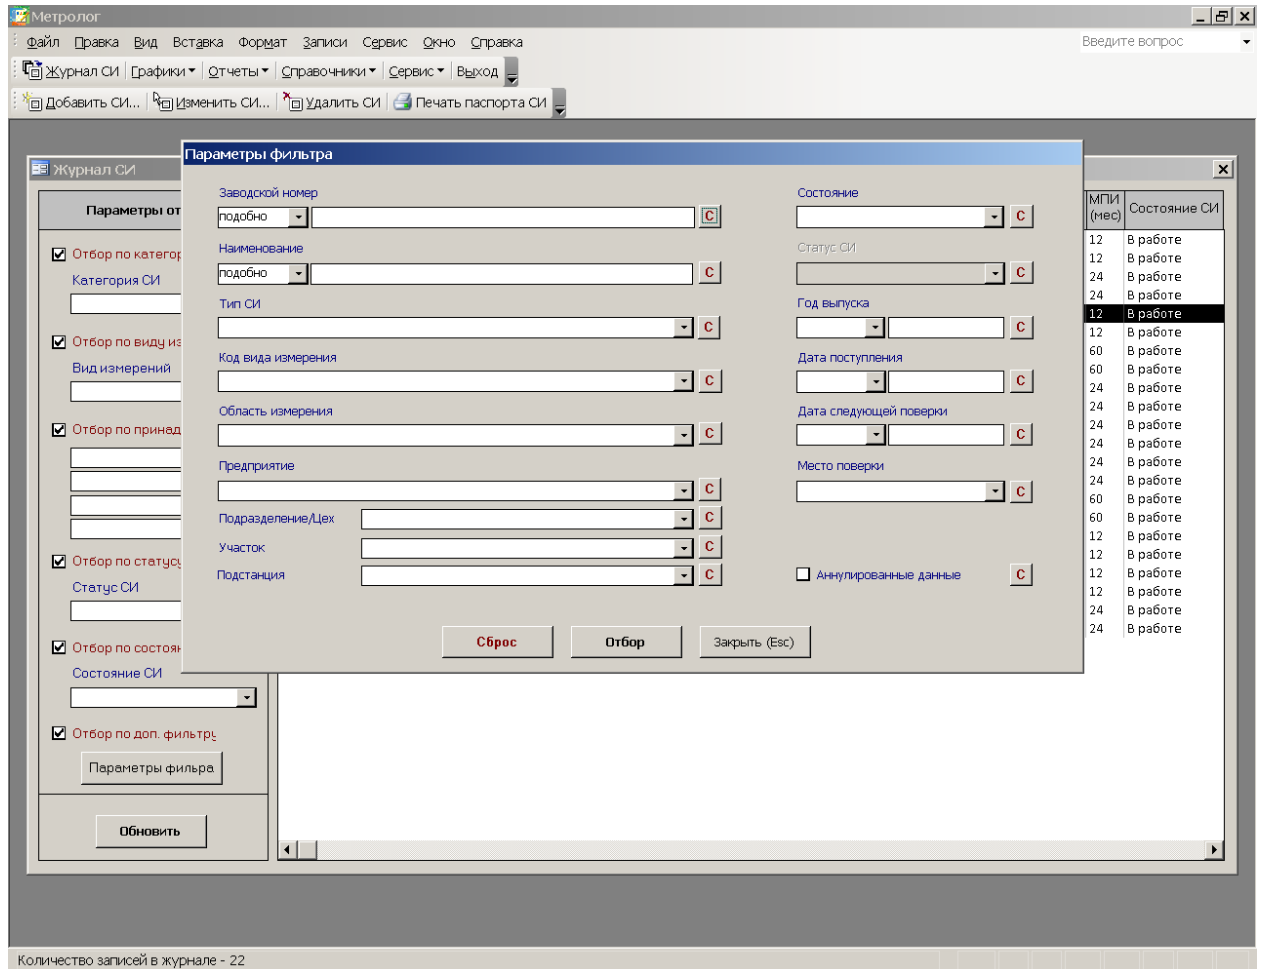 Метролог
Файл Правка Вид Вставка Формат Записи Сервис Окно Справка Введите вопрос
Журнал СИ Графики Отчеты Справочники Сервис Выход
Добавить СИ... Изменить СИ... Удалить СИ Печать паспорта СИ
Параметры фильтра
Журнал СИ
Параметры от
МПИ (мес) Состояние СИ
Заводской номер
подобно С
Состояние
С
Наименование
подобно С
Статус СИ
С
Тип СИ
С
Год выпуска
С
Код вида измерения
С
Дата поступления
С
Область измерения
С
Дата следующей поверки
С
Предприятие
С
Место поверки
С
Подразделение/Цех С
Участок С
Подстанция С
Аннулированные данные С
Сброс Отбор Закрыть (Esc)
Отбор по категор
Категория СИ
Отбор по виду из
Вид измерений
Отбор по принад
Отбор по статусу
Статус СИ
Отбор по состоян
Состояние СИ
Отбор по доп. фильтру
Параметры фильра
Обновить
12 В работе
12 В работе
24 В работе
24 В работе
12 В работе
12 В работе
60 В работе
60 В работе
24 В работе
24 В работе
24 В работе
24 В работе
24 В работе
24 В работе
60 В работе
60 В работе
12 В работе
12 В работе
12 В работе
12 В работе
24 В работе
24 В работе
Количество записей в журнале - 22